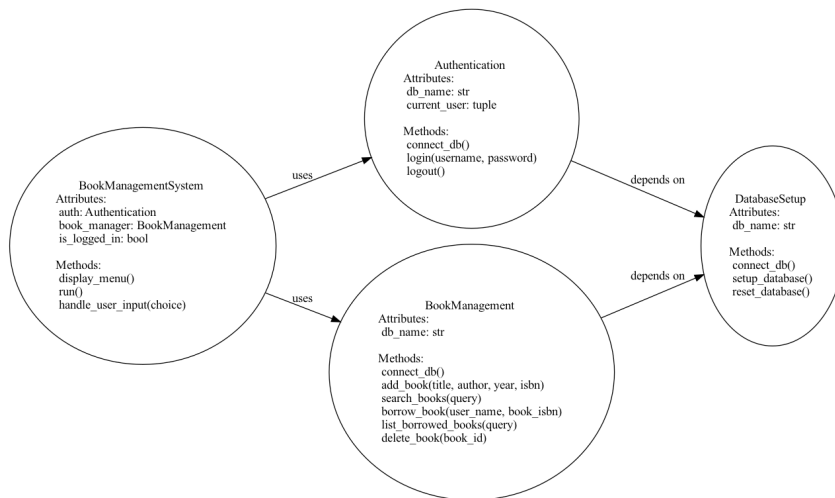 Authentication
Attributes:
db_name: str
current_user: tuple
Methods:
connect_db()
login(username, password)
logout()
uses
depends on
BookManagementSystem
Attributes:
auth: Authentication
book_manager: BookManagement
is_logged_in: bool
Methods:
display_menu()
run()
handle_user_input(choice)
DatabaseSetup
Attributes:
db_name: str
Methods:
connect_db()
setup_database()
reset_database()
uses
depends on
BookManagement
Attributes:
db_name: str
Methods:
connect_db()
add_book(title, author, year, isbn)
search_books(query)
borrow_book(user_name, book_isbn)
list_borrowed_books(query)
delete_book(book_id)